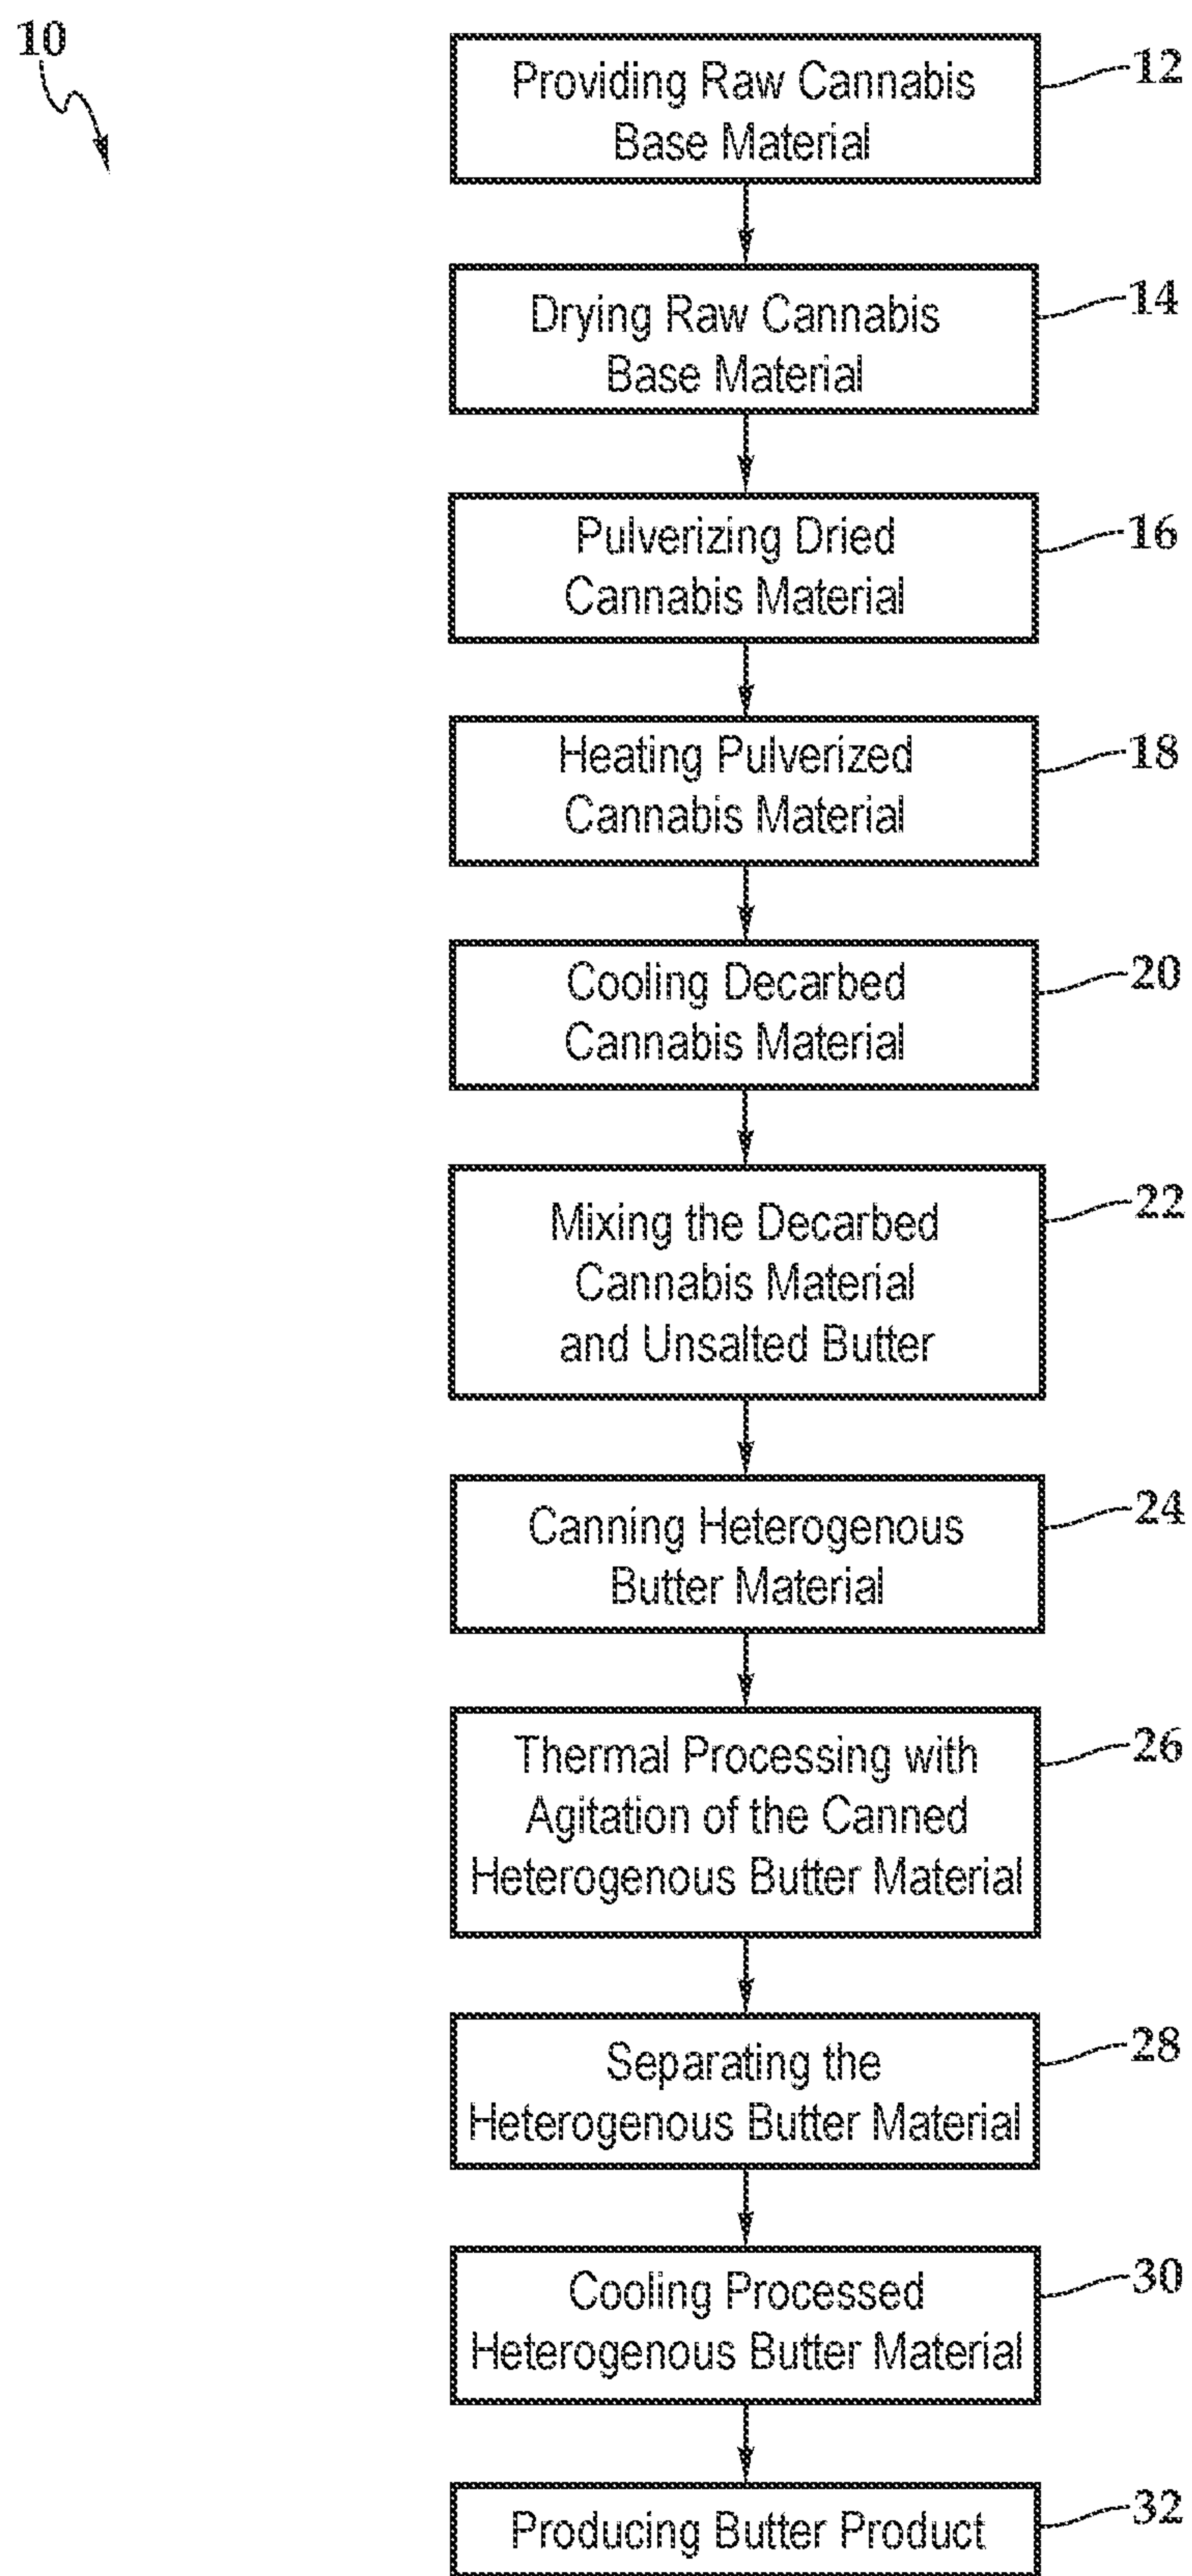 10
Providing Raw Cannabis
Base Material
12
Drying Raw Cannabis
Base Material
14
Pulverizing Dried
Cannabis Material
16
Heating Pulverized
Cannabis Material
18
Cooling Decarbed
Cannabis Material
20
Mixing the Decarbed
Cannabis Material
and Unsalted Butter
22
Canning Heterogenous
Butter Material
24
Thermal Processing with
Agitation of the Canned
Heterogenous Butter Material
26
Separating the
Heterogenous Butter Material
28
Cooling Processed
Heterogenous Butter Material
30
Producing Butter Product
32